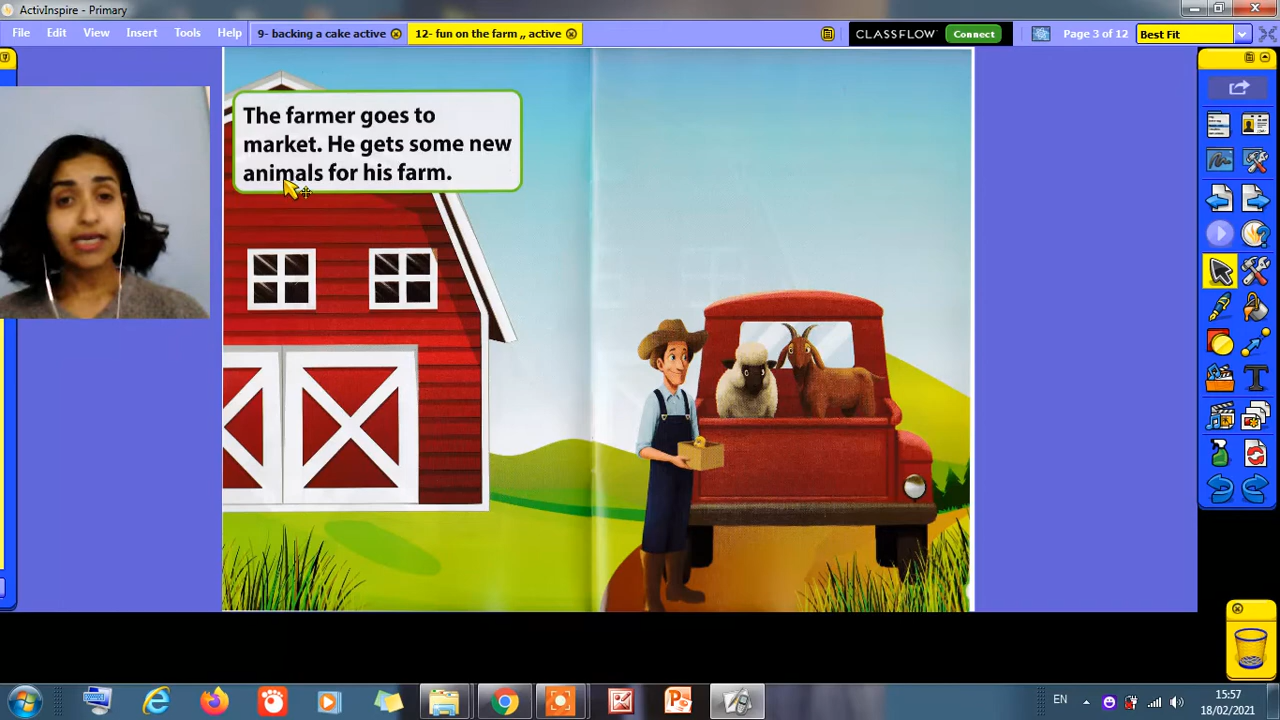 ActivInspire - Primary
File Edit View Insert Tools Help
9- backing a cake active
12- fun on the farm ,, active
CLASSFLOW Connect
Page 3 of 12
Best Fit
The farmer goes to
market. He gets some new
animals for his farm.
EN
15:57
18/02/2021